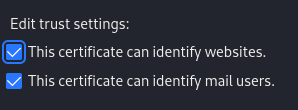 Edit trust settings:
This certificate can identify websites.
This certificate can identify mail users.